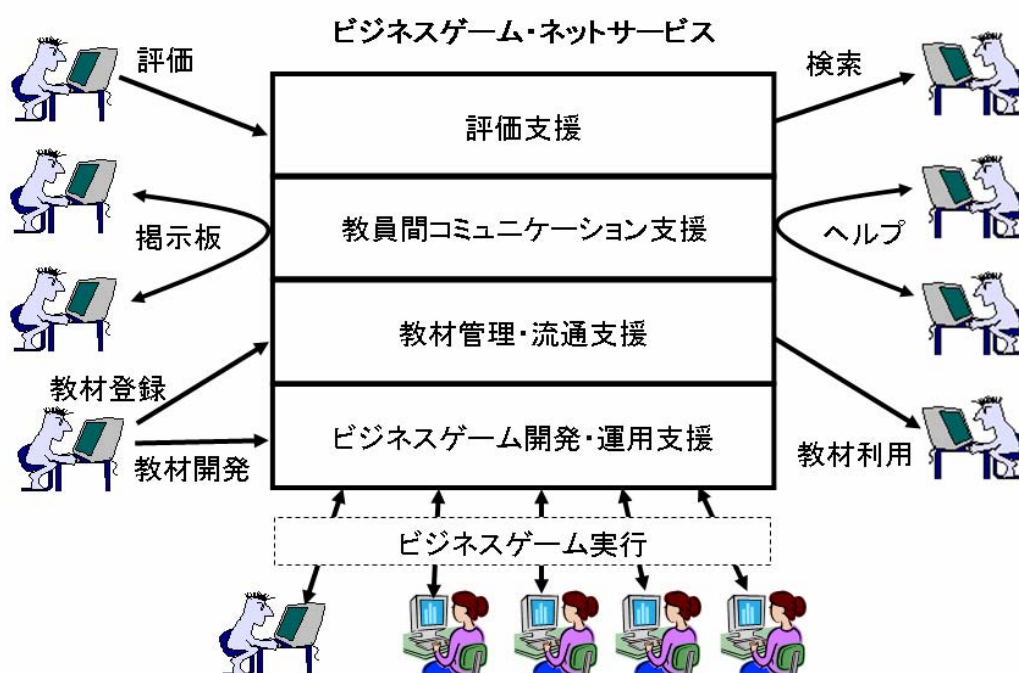 ビジネスゲーム・ネットサービス
評価
検索
評価支援
掲示板
教員間コミュニケーション支援
ヘルプ
教材管理・流通支援
教材登録
教材開発
ビジネスゲーム開発・運用支援
教材利用
ビジネスゲーム実行